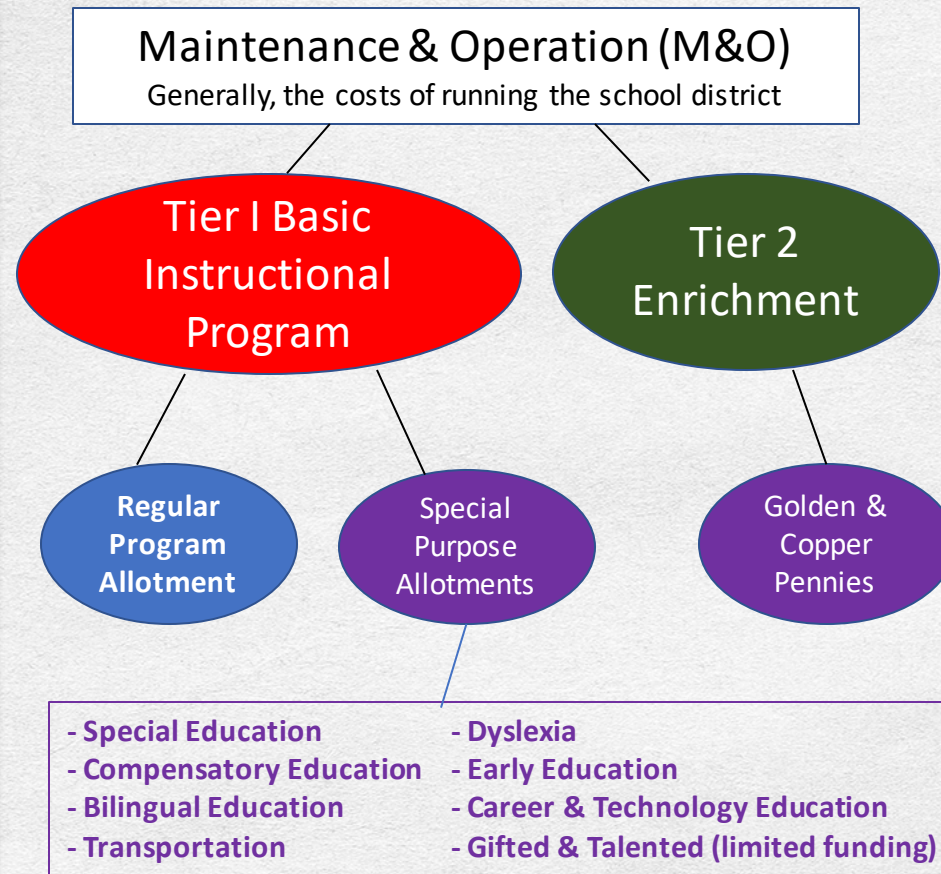 Maintenance & Operation (M&O)
Generally, the costs of running the school district
Tier I Basic
Instructional
Program
Tier 2
Enrichment
Regular
Program
Allotment
Special
Purpose
Allotments
Golden &
Copper
Pennies
- Special Education
- Compensatory Education
- Bilingual Education
- Transportation
- Dyslexia
- Early Education
- Career & Technology Education
- Gifted & Talented (limited funding)